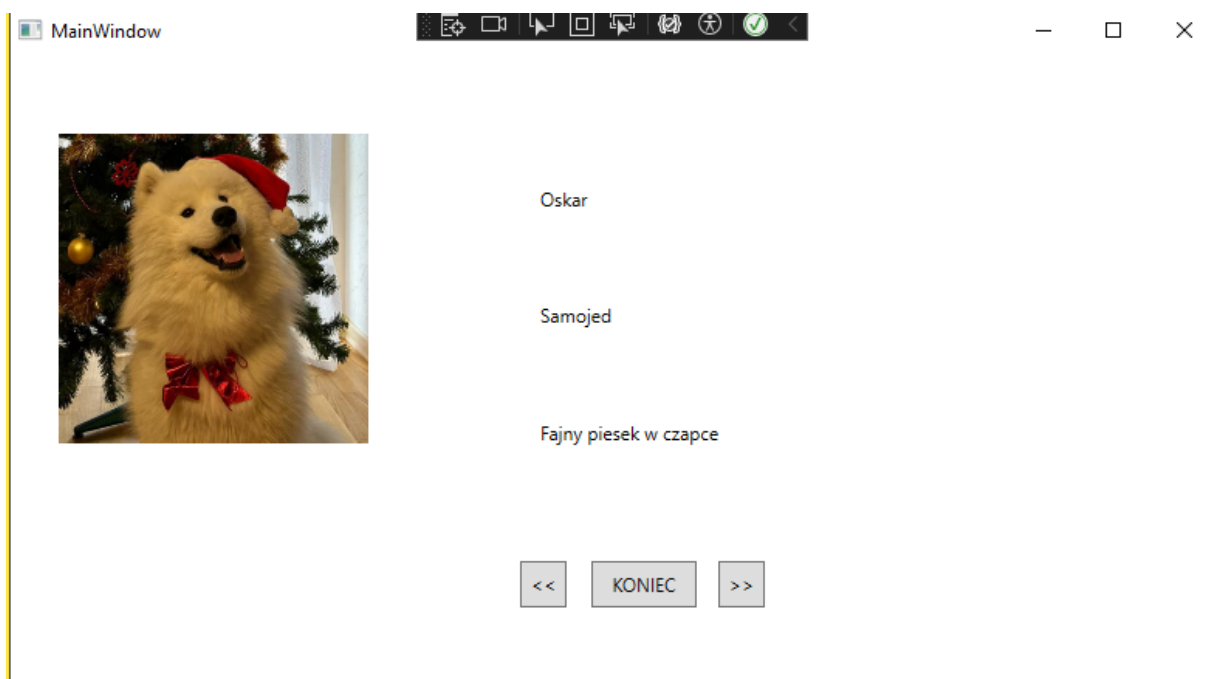 MainWindow
Oskar
Samojed
Fajny piesek w czapce
<< KONIEC >>